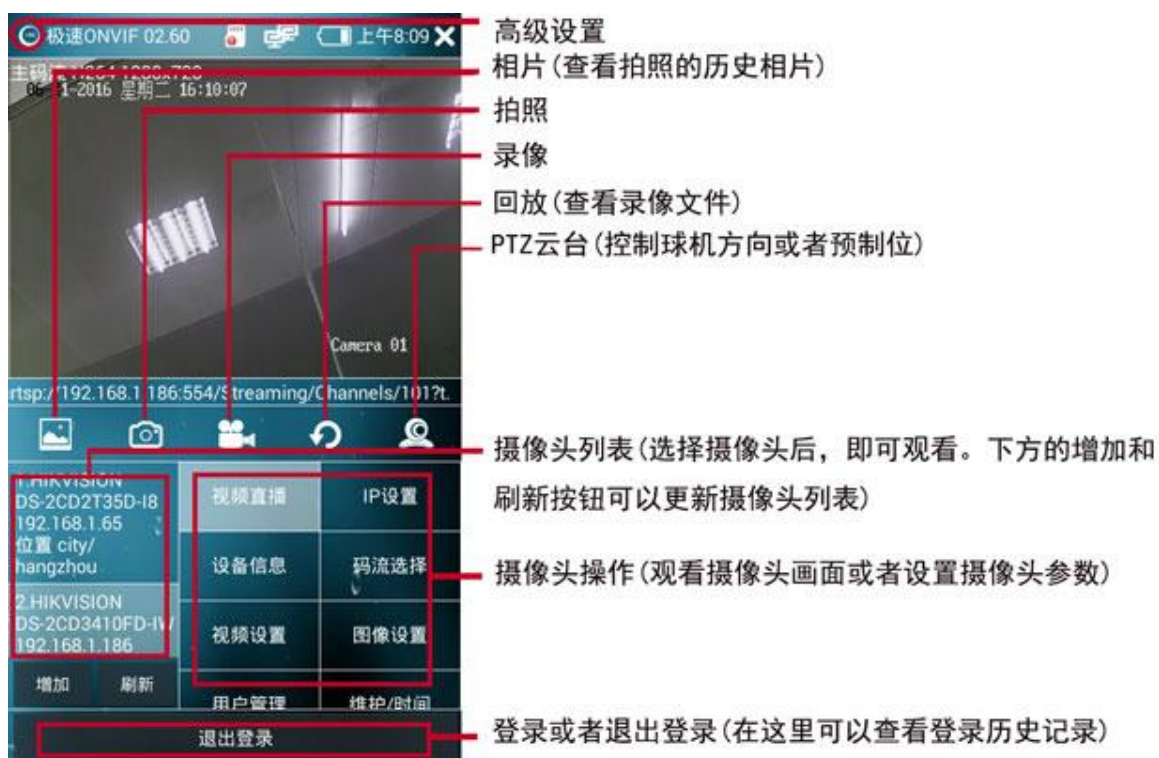 极速ONVIF 02.60
上午8:09
高级设置
相片(查看拍照的历史相片)
2016 星期二 16:10:07
拍照
录像
回放(查看录像文件)
PTZ云台(控制球机方向或者预制位)
Camera 01
rtsp://192.168.1.186:554/Streaming/Channels/101?t.
摄像头列表(选择摄像头后，即可观看。下方的增加和
刷新按钮可以更新摄像头列表)
1.HIKVISION
DS-2CD2T35D-I8
192.168.1.65
位置 city/
hangzhou
2.HIKVISION
DS-2CD3410FD-IW
192.168.1.186
增加 刷新
视频直播 IP设置
设备信息 码流选择
视频设置 图像设置
用户管理 维护/时间
摄像头操作(观看摄像头画面或者设置摄像头参数)
退出登录
登录或者退出登录(在这里可以查看登录历史记录)